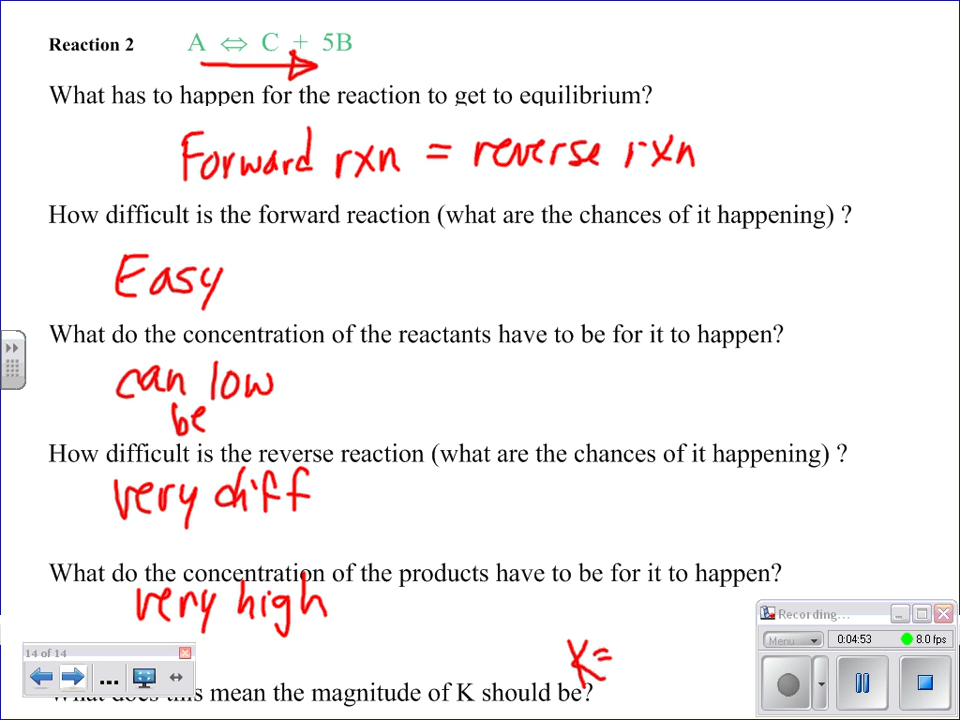 Reaction 2 A ⇔ C + 5B
What has to happen for the reaction to get to equilibrium?
Forward rxn = reverse rxn
How difficult is the forward reaction (what are the chances of it happening) ?
Easy
What do the concentration of the reactants have to be for it to happen?
can low
be
How difficult is the reverse reaction (what are the chances of it happening) ?
very diff
What do the concentration of the products have to be for it to happen?
very high
Recording...
Menu 0:04:53 8.0 fps
K=
14 of 14
...
What does this mean the magnitude of K should be?